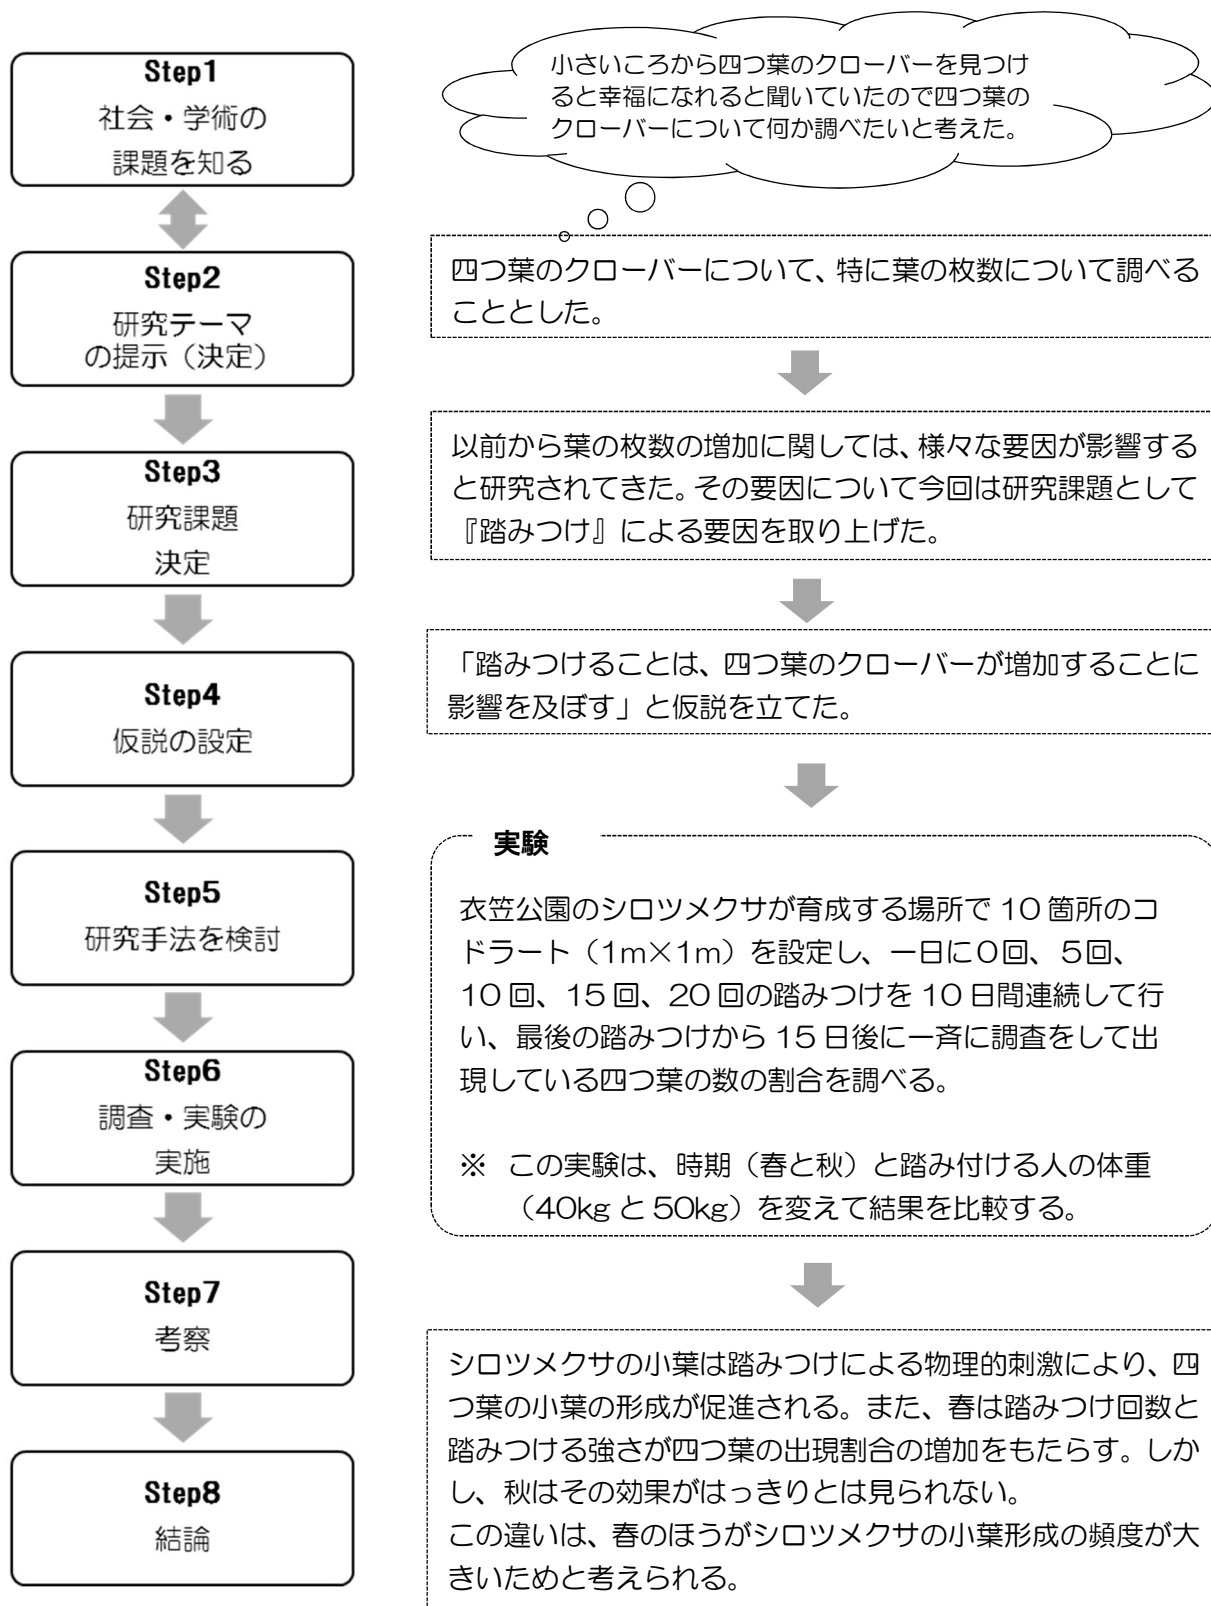 Step1
社会・学術の
課題を知る
Step2
研究テーマ
の提示（決定）
Step3
研究課題
決定
Step4
仮説の設定
Step5
研究手法を検討
Step6
調査・実験の
実施
Step7
考察
Step8
結論
小さいころから四つ葉のクローバーを見つけ
ると幸福になれると聞いていたので四つ葉の
クローバーについて何か調べたいと考えた。
四つ葉のクローバーについて、特に葉の枚数について調べる
こととした。
以前から葉の枚数の増加に関しては、様々な要因が影響する
と研究されてきた。その要因について今回は研究課題として
『踏みつけ』による要因を取り上げた。
「踏みつけることは、四つ葉のクローバーが増加することに
影響を及ぼす」と仮説を立てた。
実験
衣笠公園のシロツメクサが育成する場所で 10 箇所のコ
ドラート（1m×1m）を設定し、一日に０回、５回、
10 回、15 回、20 回の踏みつけを 10 日間連続して行
い、最後の踏みつけから 15 日後に一斉に調査をして出
現している四つ葉の数の割合を調べる。
※ この実験は、時期（春と秋）と踏み付ける人の体重
（40kg と 50kg）を変えて結果を比較する。
シロツメクサの小葉は踏みつけによる物理的刺激により、四
つ葉の小葉の形成が促進される。また、春は踏みつけ回数と
踏みつける強さが四つ葉の出現割合の増加をもたらす。しか
し、秋はその効果がはっきりとは見られない。
この違いは、春のほうがシロツメクサの小葉形成の頻度が大
きいためと考えられる。